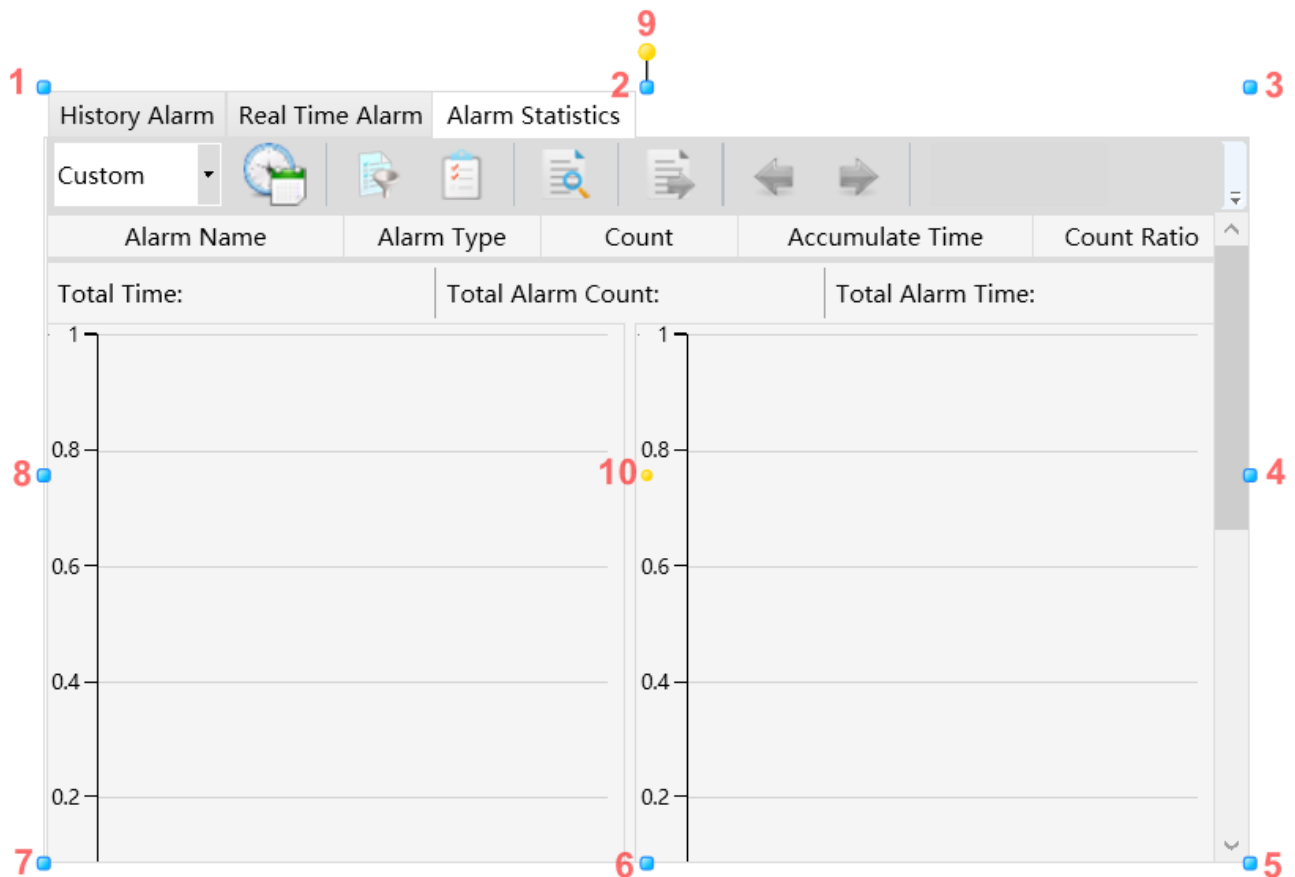 9
1 2 3
History Alarm Real Time Alarm Alarm Statistics
Custom
Alarm Name Alarm Type Count Accumulate Time Count Ratio
Total Time: Total Alarm Count: Total Alarm Time:
1 1
0.8 0.8
8 10 4
0.6 0.6
0.4 0.4
0.2 0.2
7 6 5